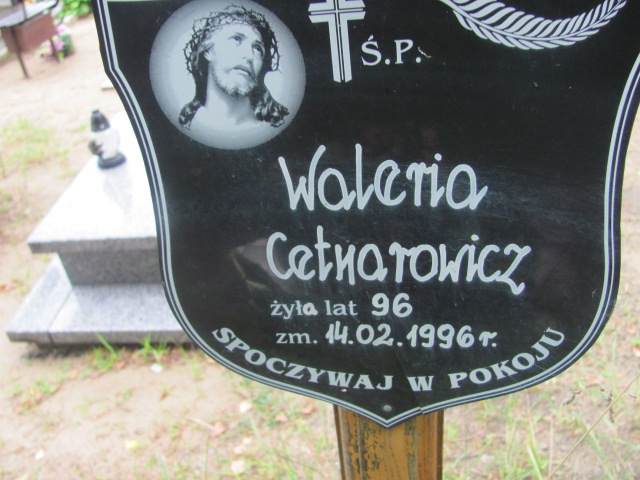 Ś.P.
Waleria
Cetnarowicz
żyła lat 96
zm. 14.02.1996 r.
SPOCZYWAJ W POKOJU